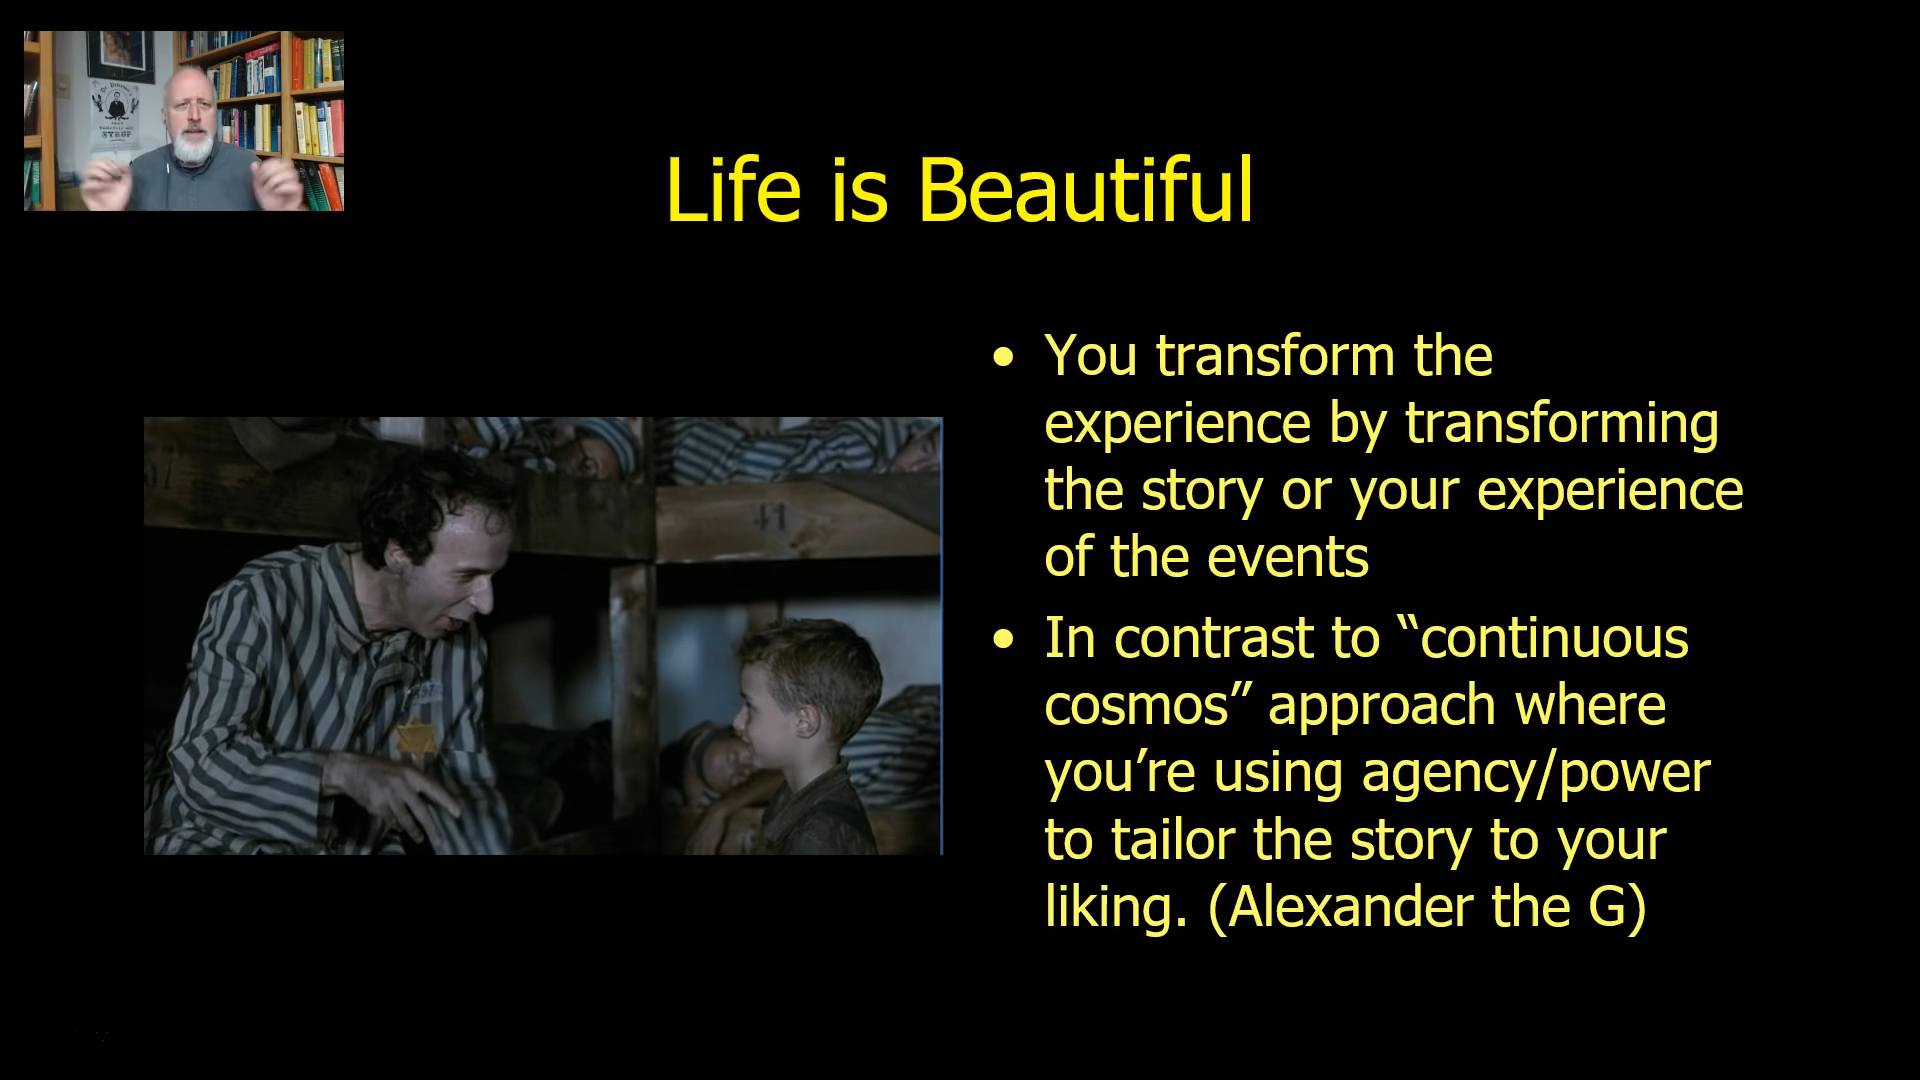 Life is Beautiful
• You transform the
experience by transforming
the story or your experience
of the events
• In contrast to “continuous
cosmos” approach where
you’re using agency/power
to tailor the story to your
liking. (Alexander the G)
SYRUP